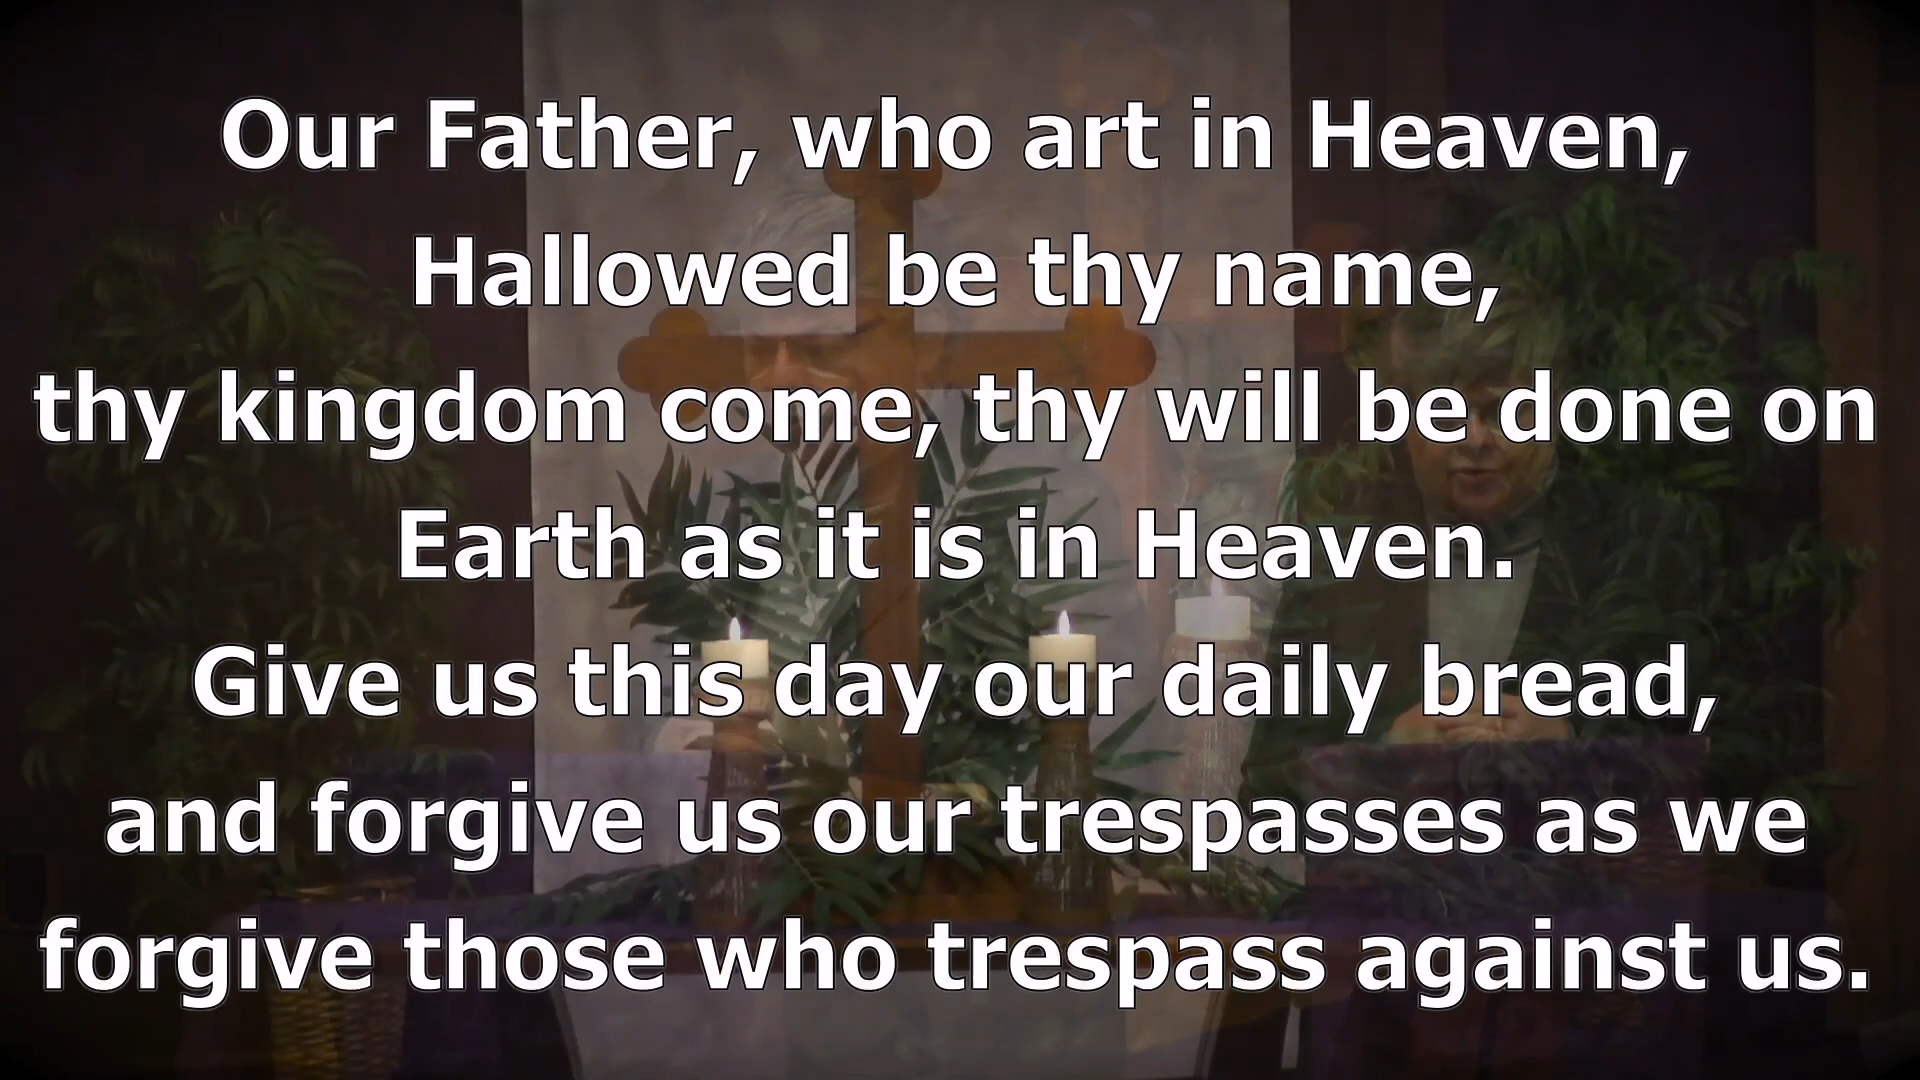 Our Father, who art in Heaven,
Hallowed be thy name,
thy kingdom come, thy will be done on
Earth as it is in Heaven.
Give us this day our daily bread,
and forgive us our trespasses as we
forgive those who trespass against us.